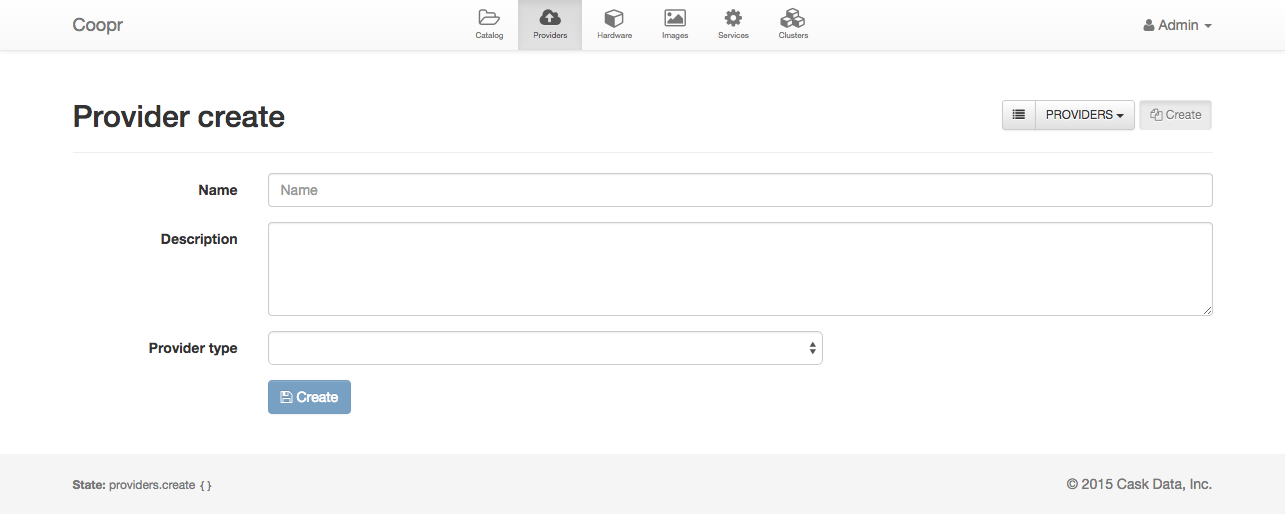 Coopr
Catalog
Providers
Hardware
Images
Services
Clusters
Admin
Provider create
PROVIDERS
Create
Name
Name
Description
Provider type
Create
State: providers.create {}
© 2015 Cask Data, Inc.